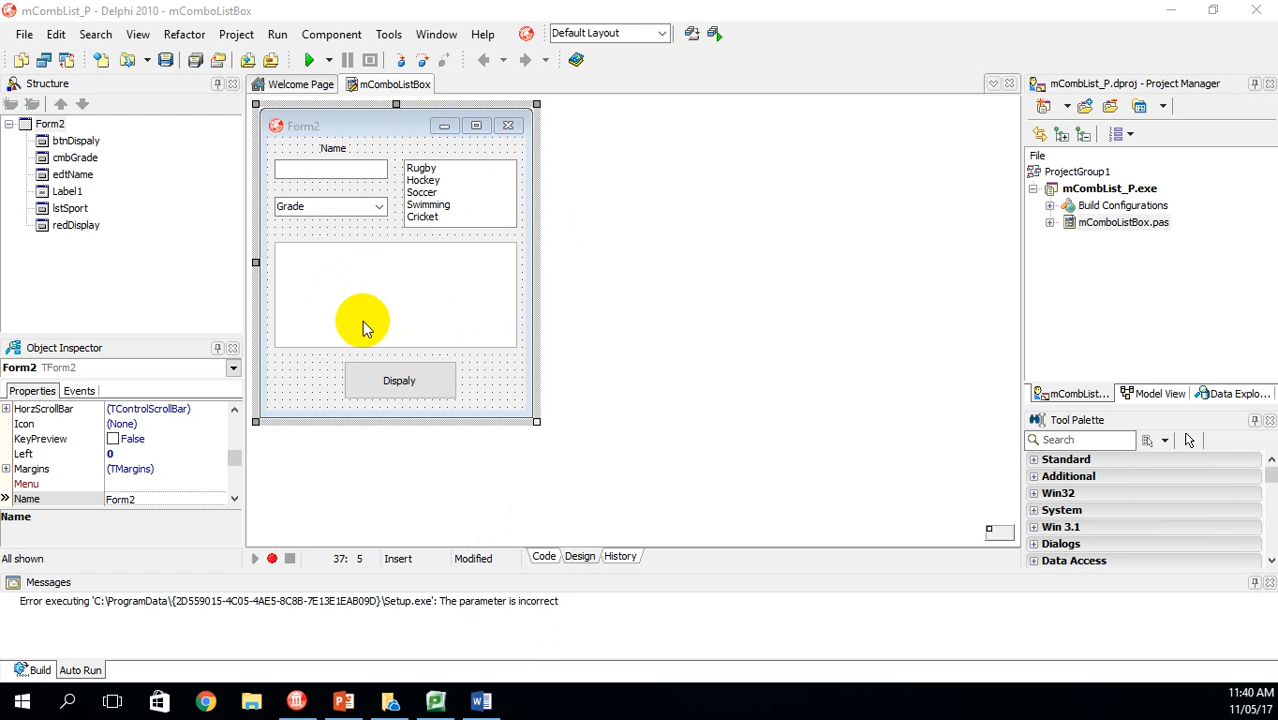 mCombList_P - Delphi 2010 - mComboListBox
File Edit Search View Refactor Project Run Component Tools Window Help Default Layout
Structure
Form2
btnDispaly
cmbGrade
edtName
Label1
lstSport
redDisplay
Object Inspector
Form2 TForm2
Properties Events
HorzScrollBar (TControlScrollBar)
Icon (None)
KeyPreview False
Left 0
Margins (TMargins)
Menu
Name Form2
Name
All shown
Welcome Page mComboListBox
Form2
Name
Grade
Rugby
Hockey
Soccer
Swimming
Cricket
Dispaly
37: 5 Insert Modified Code Design History
mCombList_P.dproj - Project Manager
File
ProjectGroup1
mCombList_P.exe
Build Configurations
mComboListBox.pas
mCombList... Model View Data Explo...
Tool Palette
Search
Standard
Additional
Win32
System
Win 3.1
Dialogs
Data Access
Messages
Error executing 'C:\ProgramData\{2D559015-4C05-4AE5-8C8B-7E13E1EAB09D}\Setup.exe': The parameter is incorrect
Build Auto Run
11:40 AM
11/05/17